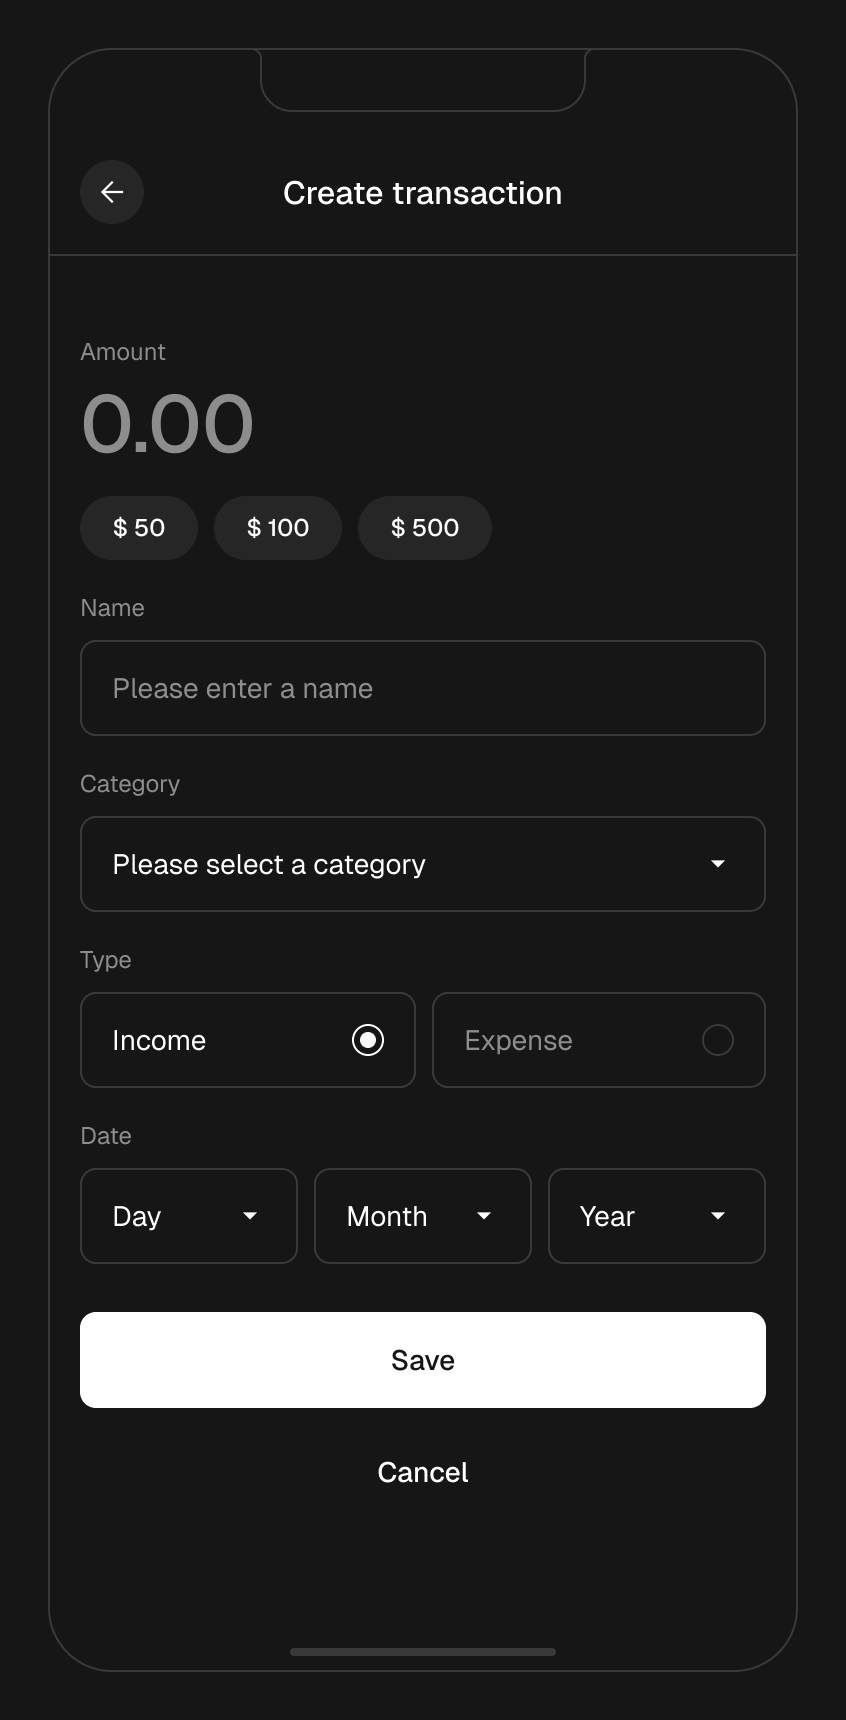 Create transaction
Amount
0.00
$ 50 $ 100 $ 500
Name
Please enter a name
Category
Please select a category
Type
Income Expense
Date
Day Month Year
Save
Cancel